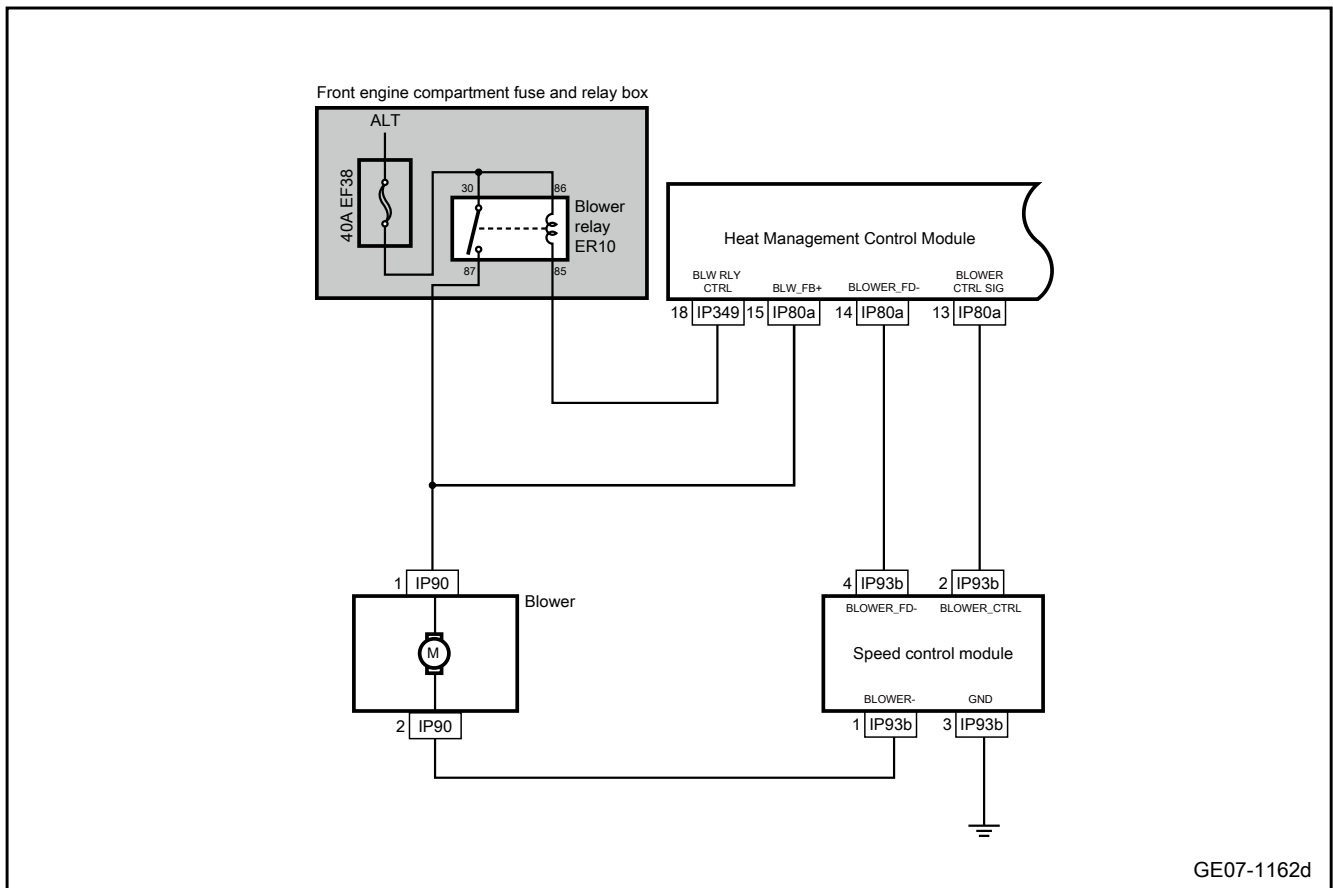 Front engine compartment fuse and relay box
ALT
40A EF38
30
86
Blower
relay
ER10
87
85
Heat Management Control Module
BLW RLY
CTRL
BLW_FB+
BLOWER_FD-
BLOWER
CTRL SIG
18 IP349
15 IP80a
14 IP80a
13 IP80a
1 IP90
Blower
M
2 IP90
4 IP93b
2 IP93b
BLOWER_FD-
BLOWER_CTRL
Speed control module
BLOWER-
GND
1 IP93b
3 IP93b
GE07-1162d